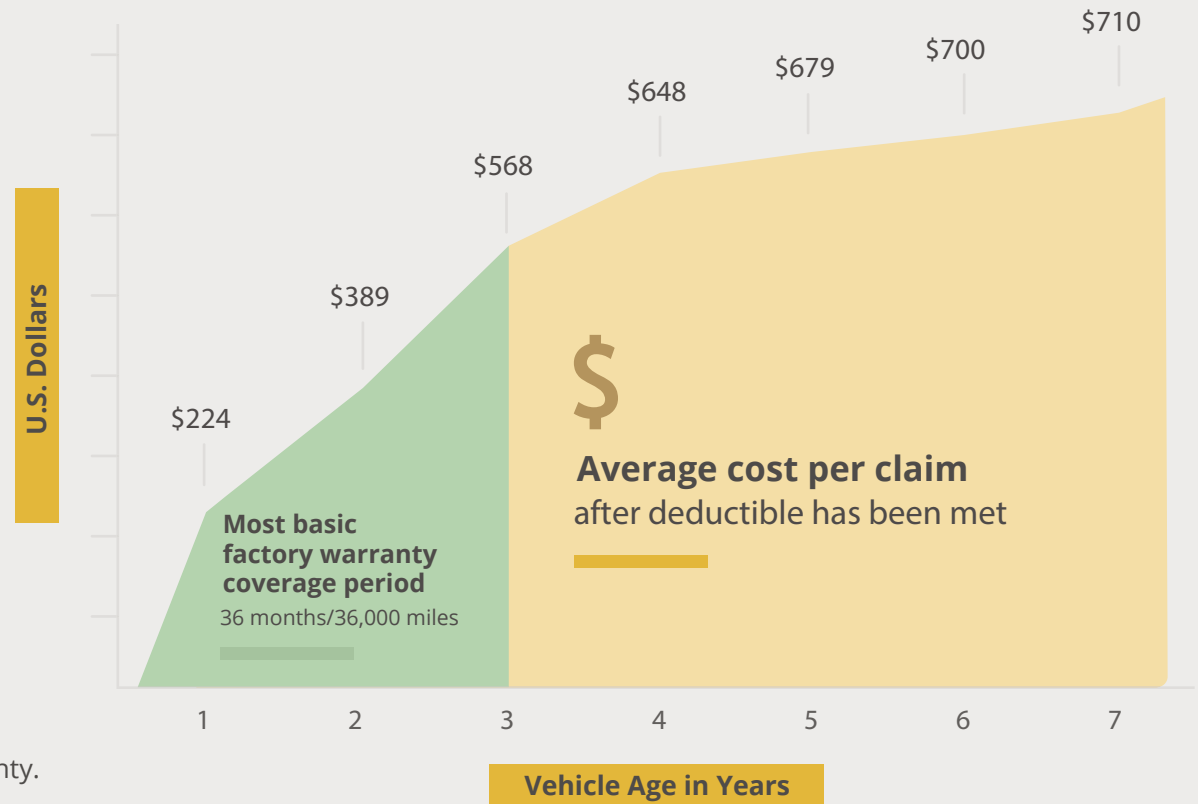 $710
$700
$679
$648
$568
$389
$224
U.S. Dollars
$
Average cost per claim
after deductible has been met
Most basic
factory warranty
coverage period
36 months/36,000 miles
1 2 3 4 5 6 7
nty.
Vehicle Age in Years